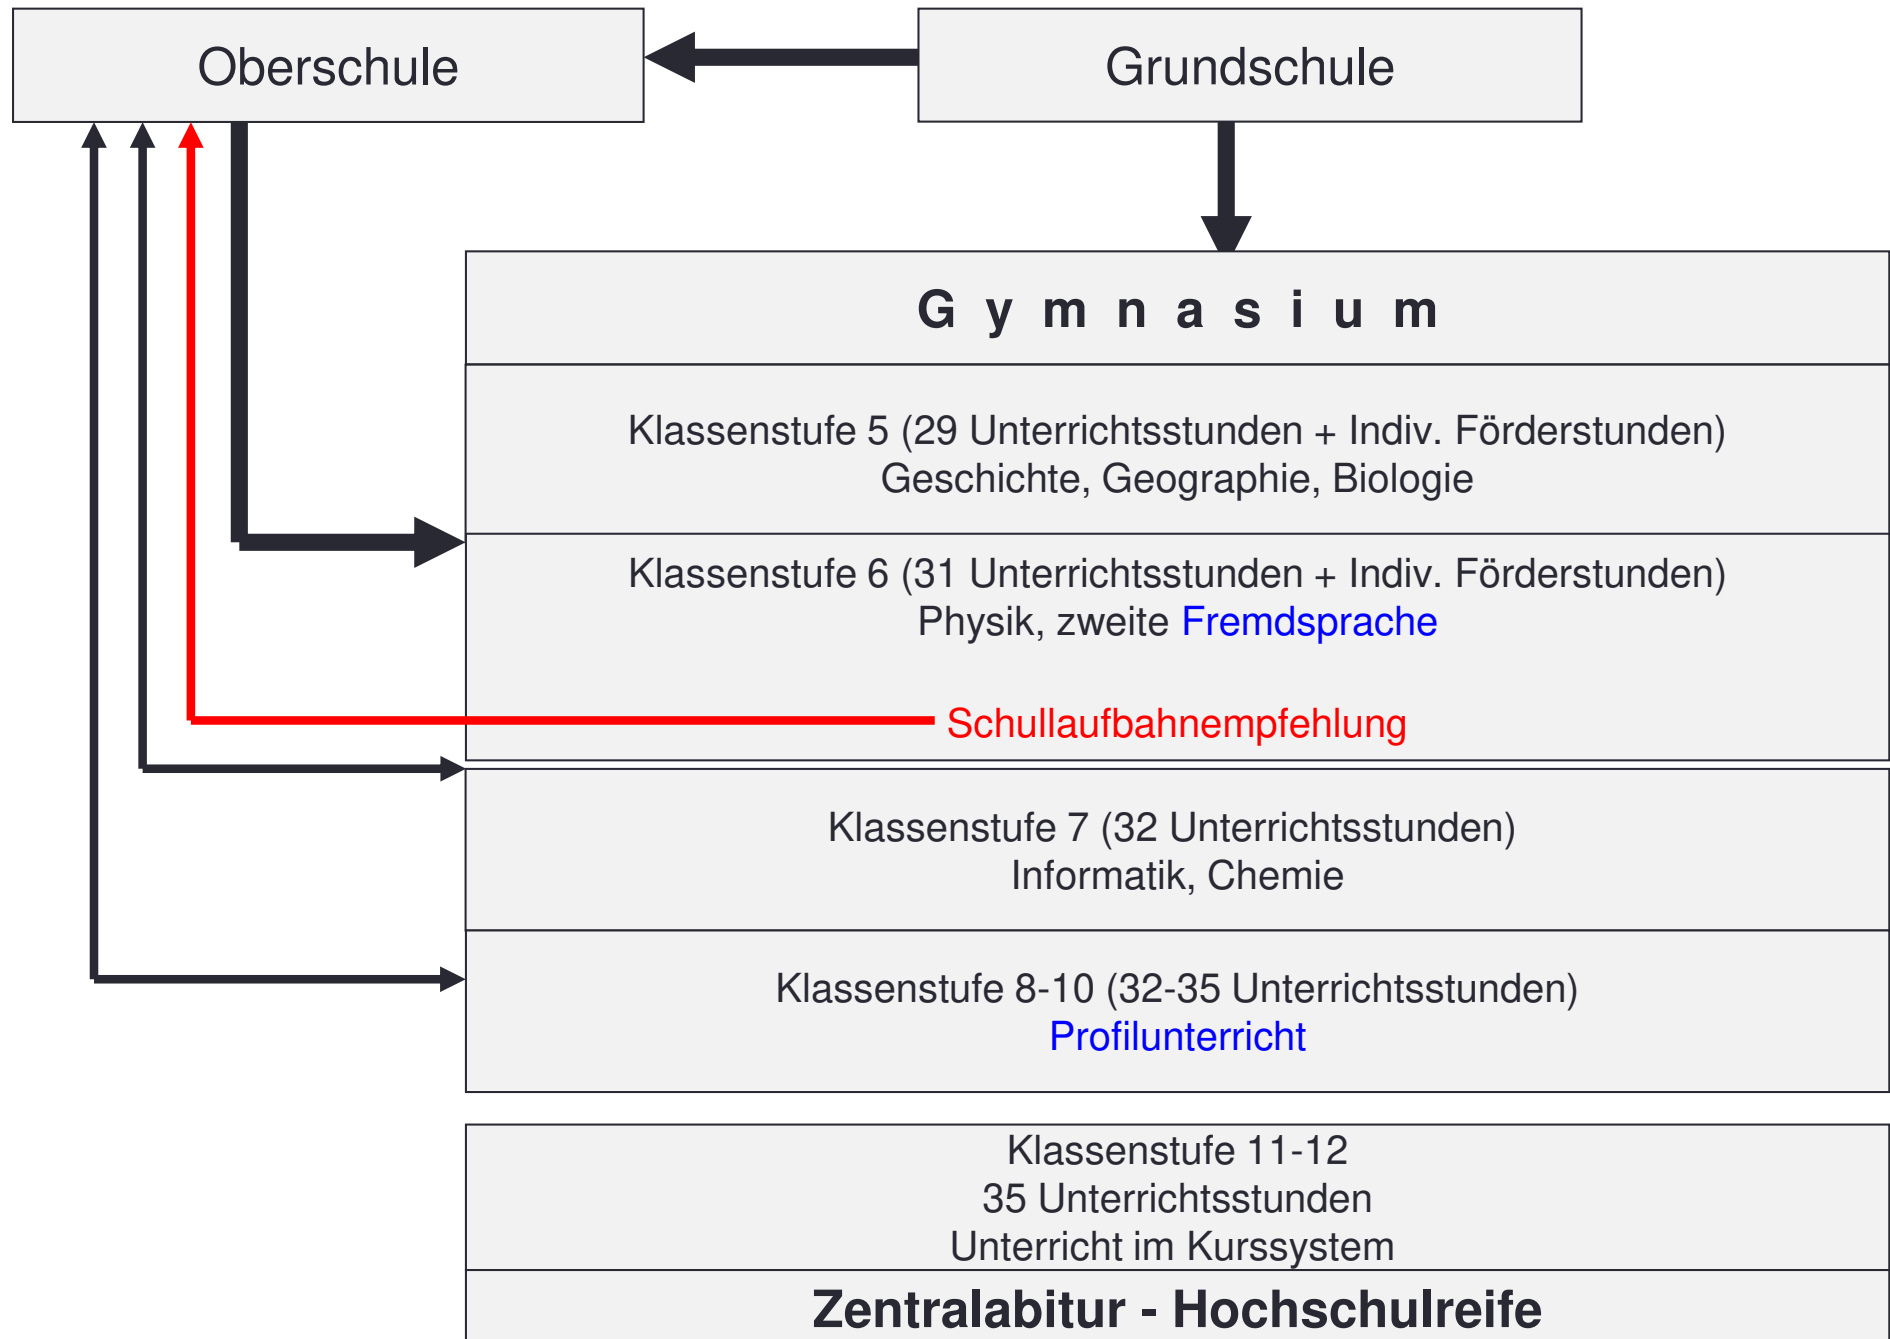 Oberschule
Grundschule
Gymnasium
Klassenstufe 5 (29 Unterrichtsstunden + Indiv. Förderstunden)
Geschichte, Geographie, Biologie
Klassenstufe 6 (31 Unterrichtsstunden + Indiv. Förderstunden)
Physik, zweite Fremdsprache
Schullaufbahnempfehlung
Klassenstufe 7 (32 Unterrichtsstunden)
Informatik, Chemie
Klassenstufe 8-10 (32-35 Unterrichtsstunden)
Profilunterricht
Klassenstufe 11-12
35 Unterrichtsstunden
Unterricht im Kurssystem
Zentralabitur - Hochschulreife